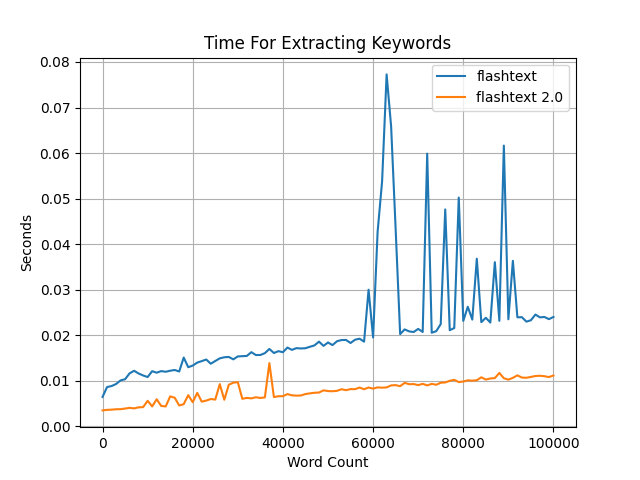 Time For Extracting Keywords
flashtext
flashtext 2.0
0.08
0.07
0.06
0.05
0.04
0.03
0.02
0.01
0.00
Seconds
0 20000 40000 60000 80000 100000
Word Count